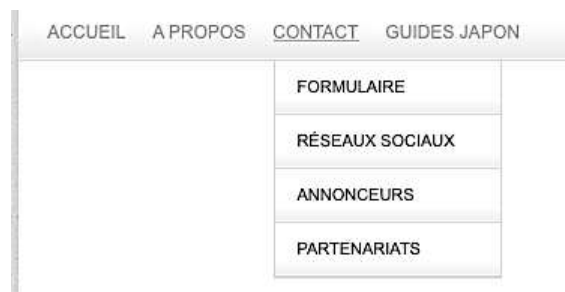 ACCUEIL A PROPOS CONTACT GUIDES JAPON
FORMULAIRE
RÉSEAUX SOCIAUX
ANNONCEURS
PARTENARIATS